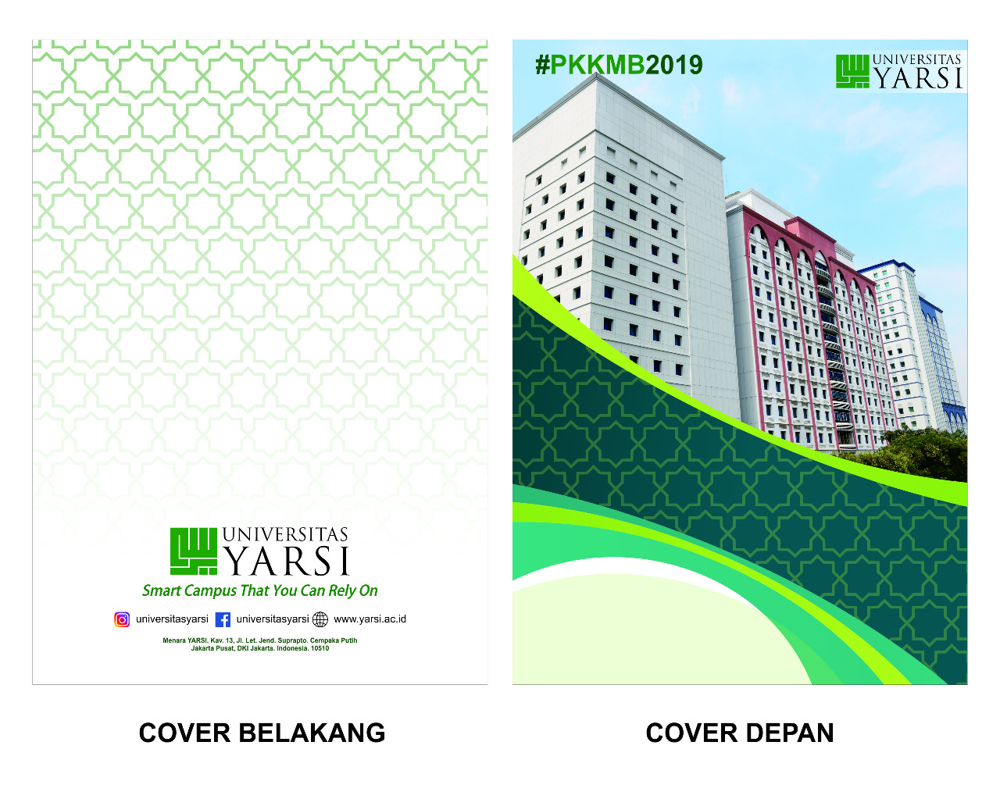 UNIVERSITAS
YARSI
Smart Campus That You Can Rely On
universitasyarsi universitasyarsi www.yarsi.ac.id
Menara YARSI, Kav. 13, Jl. Let. Jend. Suprapto. Cempaka Putih
Jakarta Pusat, DKI Jakarta. Indonesia. 10510
COVER BELAKANG
#PKKMB2019
UNIVERSITAS
YARSI
COVER DEPAN